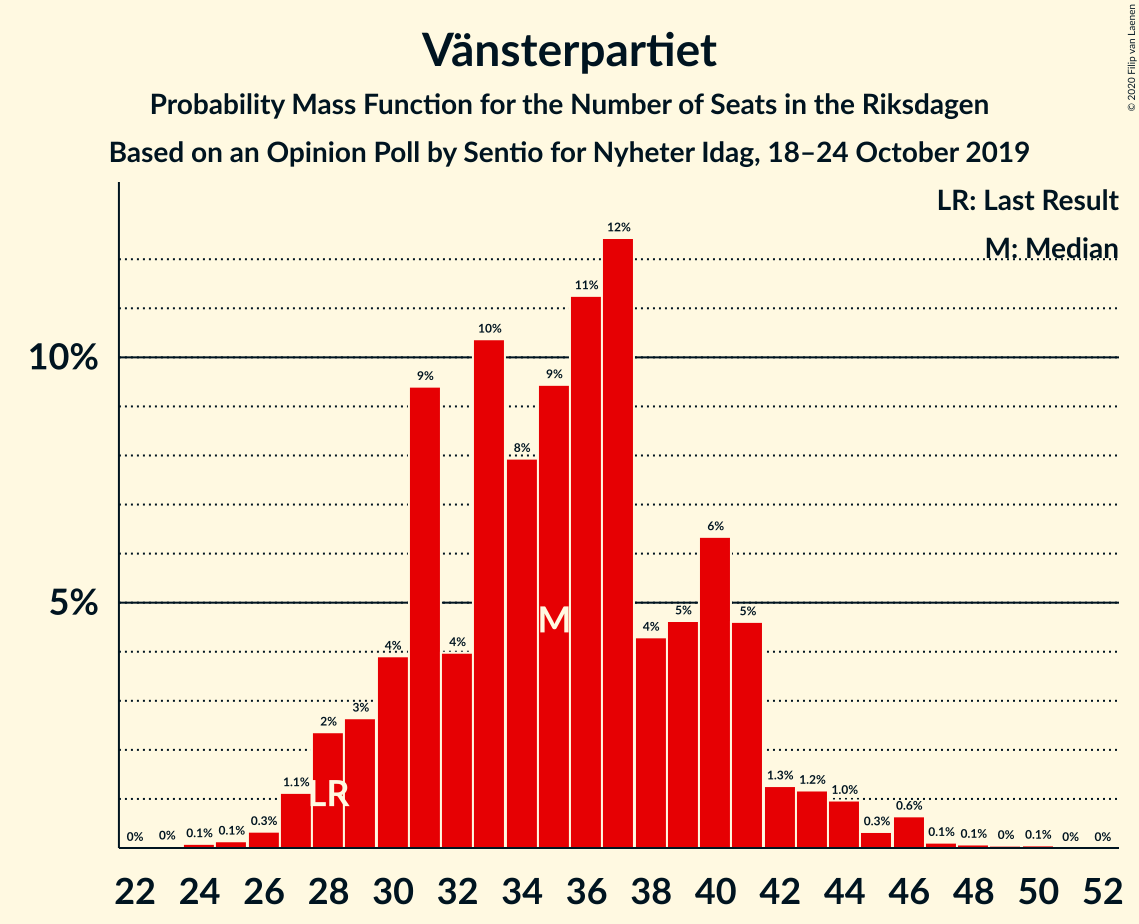 Vänsterpartiet
Probability Mass Function for the Number of Seats in the Riksdagen
Based on an Opinion Poll by Sentio for Nyheter Idag, 18–24 October 2019
© 2020 Filip van Laenen
LR: Last Result
M: Median
10%
5%
0% 0% 0.1% 0.1% 0.3% 1.1% 2% 3% 4% 9% 4% 10% 8% 9% 11% 12% 4% 5% 6% 5% 1.3% 1.2% 1.0% 0.3% 0.6% 0.1% 0.1% 0% 0.1% 0% 0%
LR
M
22 24 26 28 30 32 34 36 38 40 42 44 46 48 50 52